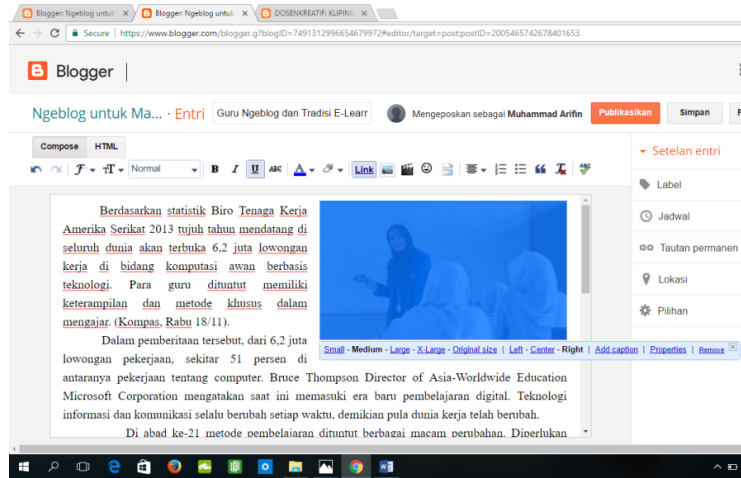 Blogger: Ngeblog untuk
Blogger: Ngeblog untuk
DOSENKREATIF: KLIPING
Secure | https://www.blogger.com/blogger.g?blogID=7491312996654679972#editor/target=post;postID=2005465742678401653
Blogger
Ngeblog untuk Ma... · Entri Guru Ngeblog dan Tradisi E-Learr Mengeposkan sebagai Muhammad Arifin Publikasikan Simpan
Compose HTML
Normal B I U ABC A Link
Setelan entri
Label
Jadwal
Tautan permanen
Lokasi
Pilihan
Berdasarkan statistik Biro Tenaga Kerja
Amerika Serikat 2013 tujuh tahun mendatang di
seluruh dunia akan terbuka 6,2 juta lowongan
kerja di bidang komputasi awan berbasis
teknologi. Para guru dituntut memiliki
keterampilan dan metode khusus dalam
mengajar. (Kompas, Rabu 18/11).
Dalam pemberitaan tersebut, dari 6,2 juta
Small - Medium - Large - X-Large - Original size | Left - Center - Right | Add caption | Properties | Remove
lowongan pekerjaan, sekitar 51 persen di
antaranya pekerjaan tentang computer. Bruce Thompson Director of Asia-Worldwide Education
Microsoft Corporation mengatakan saat ini memasuki era baru pembelajaran digital. Teknologi
informasi dan komunikasi selalu berubah setiap waktu, demikian pula dunia kerja telah berubah.
Di abad ke-21 metode pembelajaran dituntut berbagai macam perubahan. Diperlukan